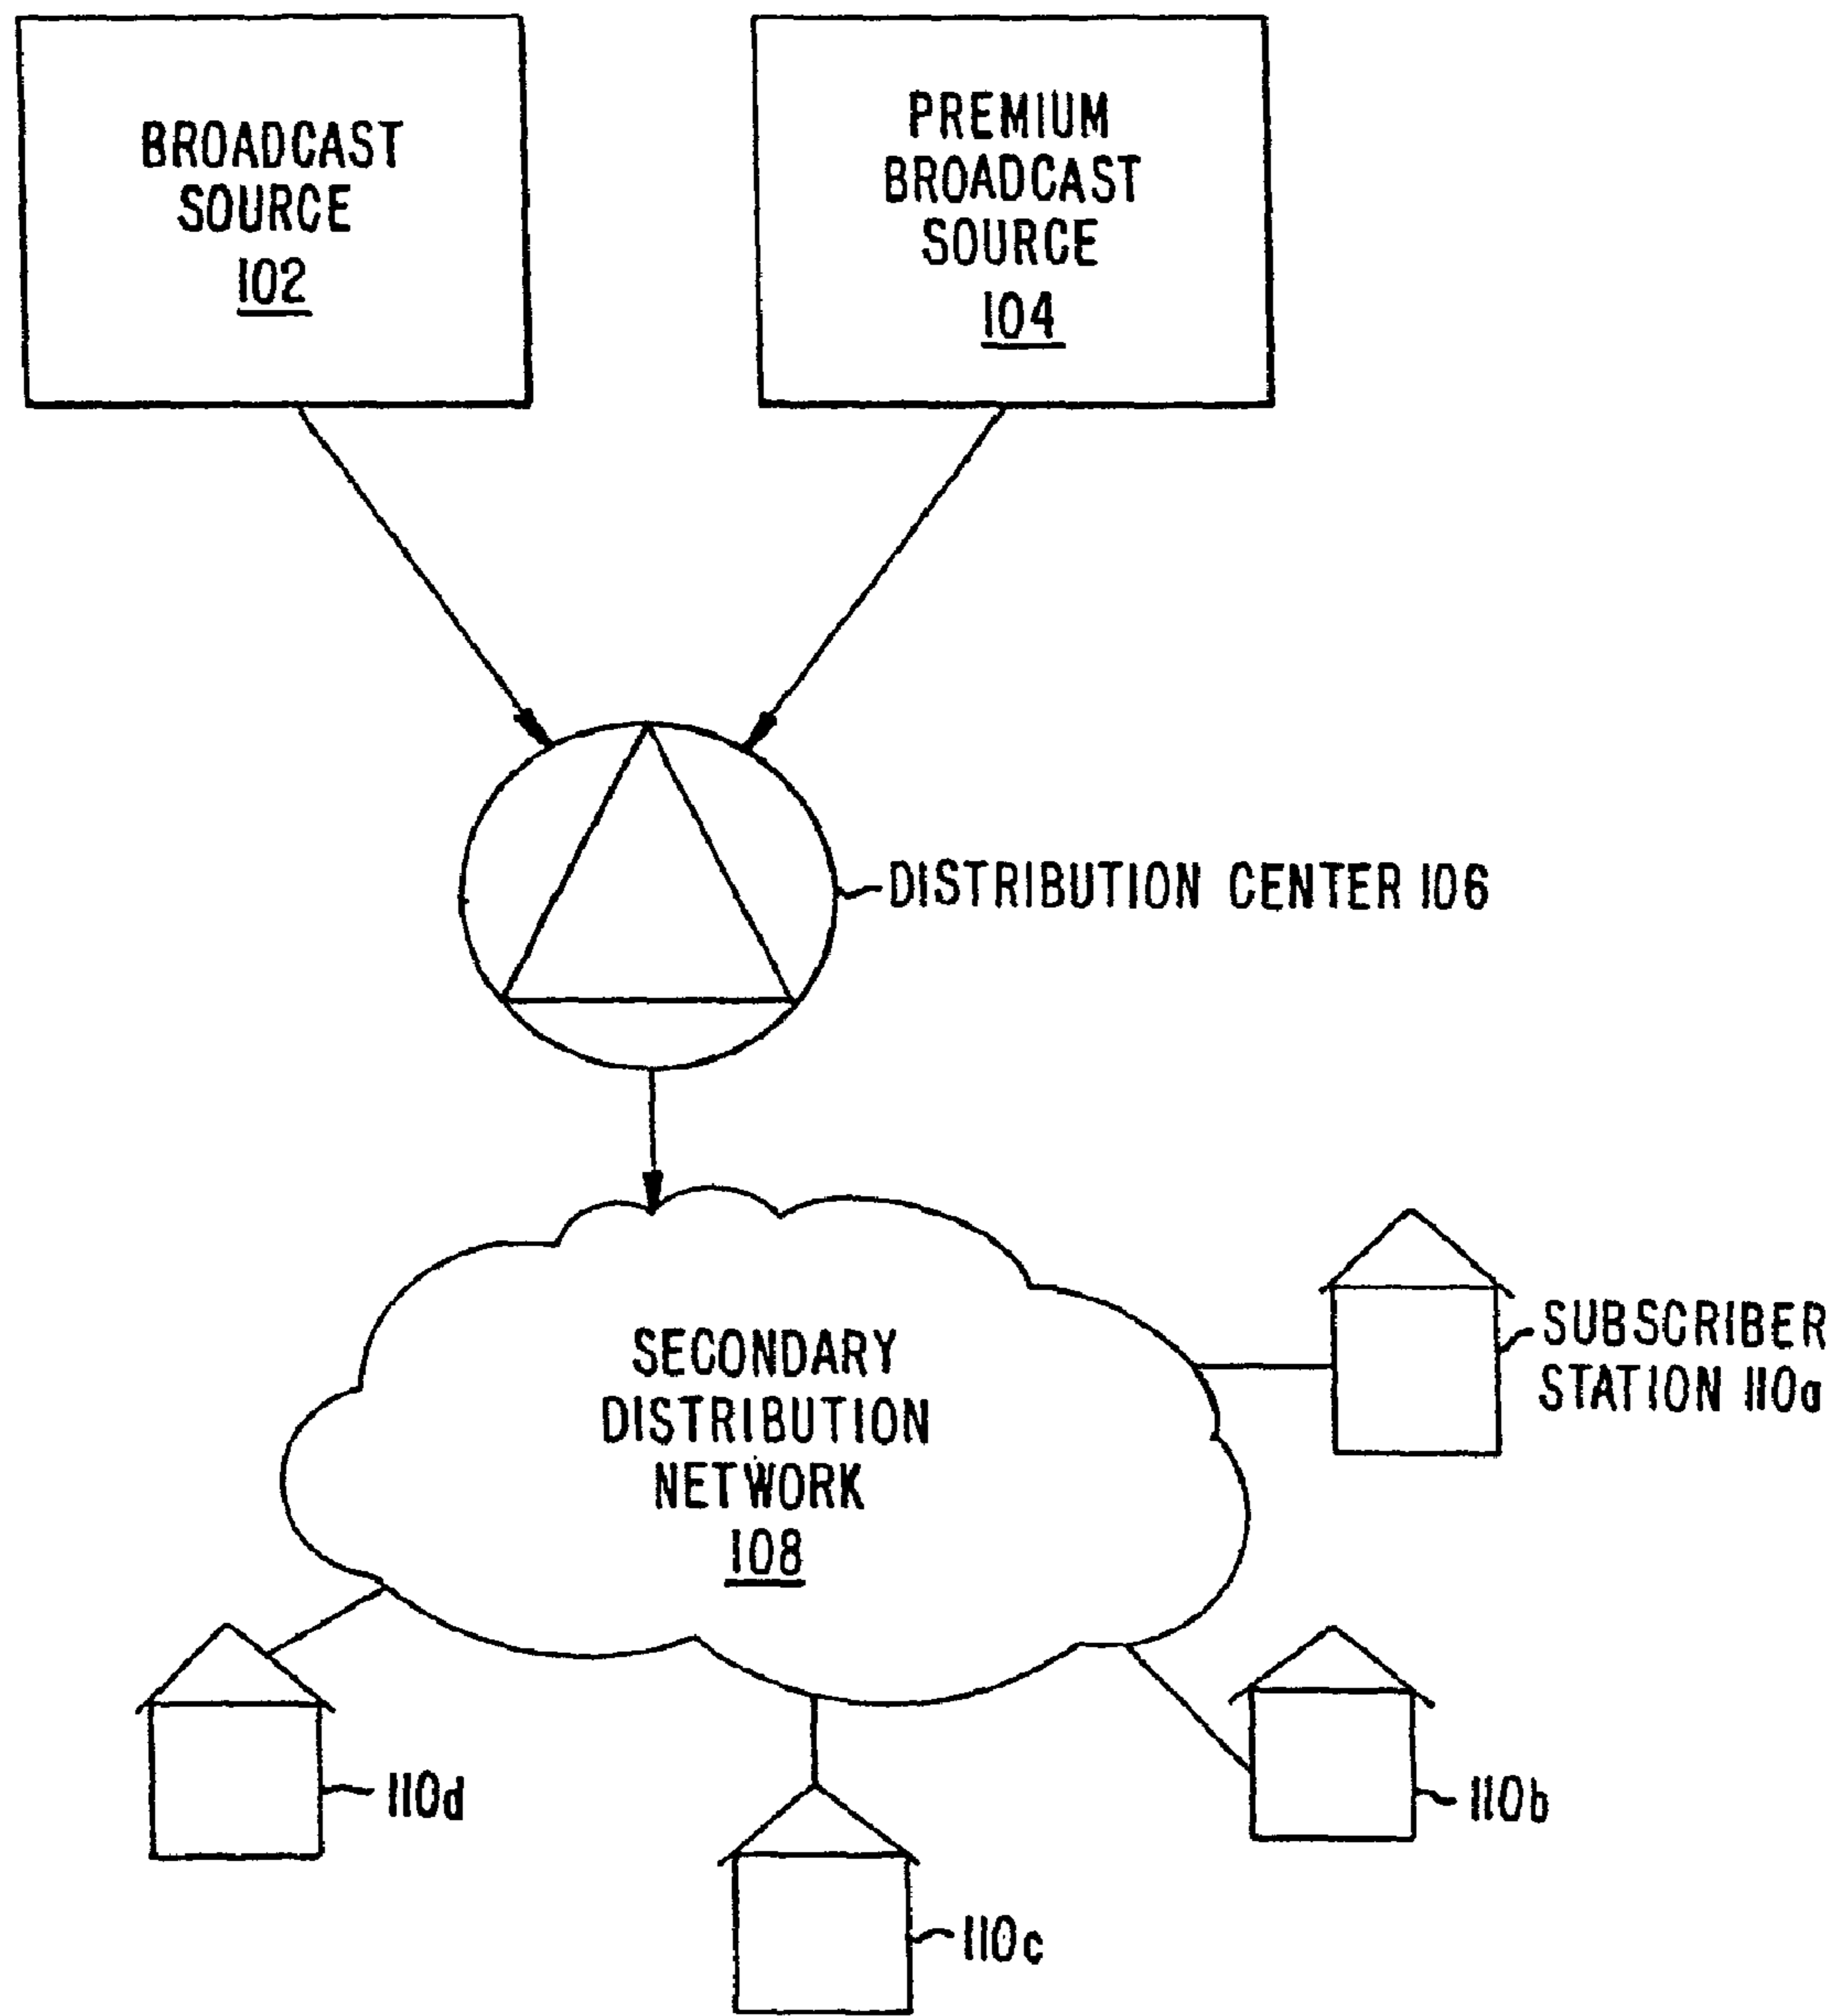 BROADCAST
SOURCE
102
PREMIUM
BROADCAST
SOURCE
104
DISTRIBUTION CENTER 106
SECONDARY
DISTRIBUTION
NETWORK
108
SUBSCRIBER
STATION 110a
110d
110b
110c